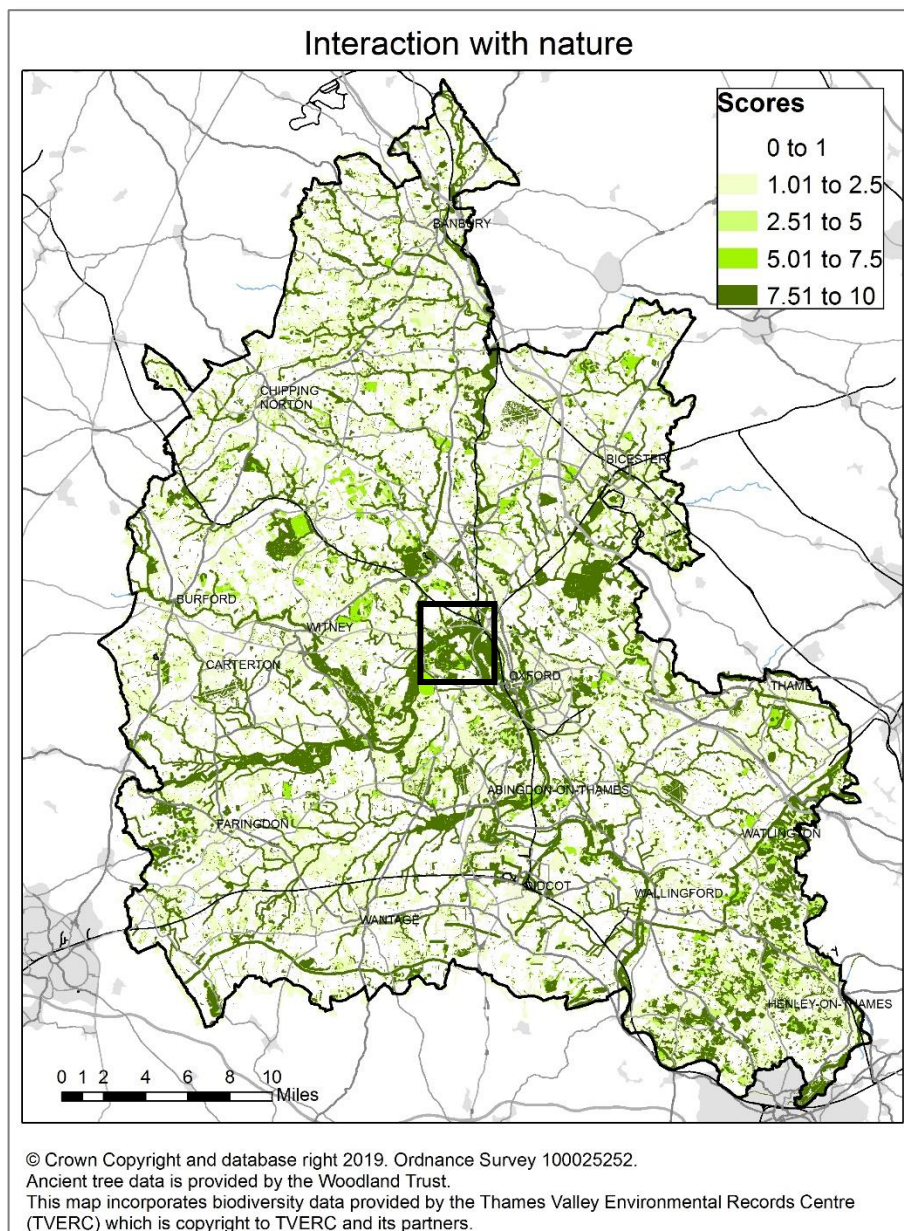 Interaction with nature
Scores
0 to 1
1.01 to 2.5
2.51 to 5
5.01 to 7.5
7.51 to 10
BANBURY
CHIPPING
NORTON
BICESTER
BURFORD
WITNEY
CARTERTON
OXFORD
THAME
ABINGDON-ON-THAMES
FARINGDON
WATLINGTON
DIDCOT
WALLINGFORD
WANTAGE
HENLEY-ON-THAMES
0 1 2 4 6 8 10
Miles
© Crown Copyright and database right 2019. Ordnance Survey 100025252.
Ancient tree data is provided by the Woodland Trust.
This map incorporates biodiversity data provided by the Thames Valley Environmental Records Centre
(TVERC) which is copyright to TVERC and its partners.